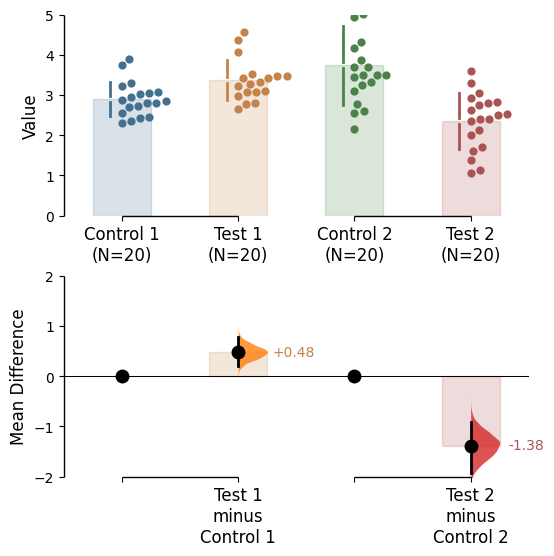 5
4
3
2
1
0
Value
Control 1
(N=20)
Test 1
(N=20)
Control 2
(N=20)
Test 2
(N=20)
2
1
0
−1
−2
Mean Difference
+0.48
-1.38
Test 1
minus
Control 1
Test 2
minus
Control 2